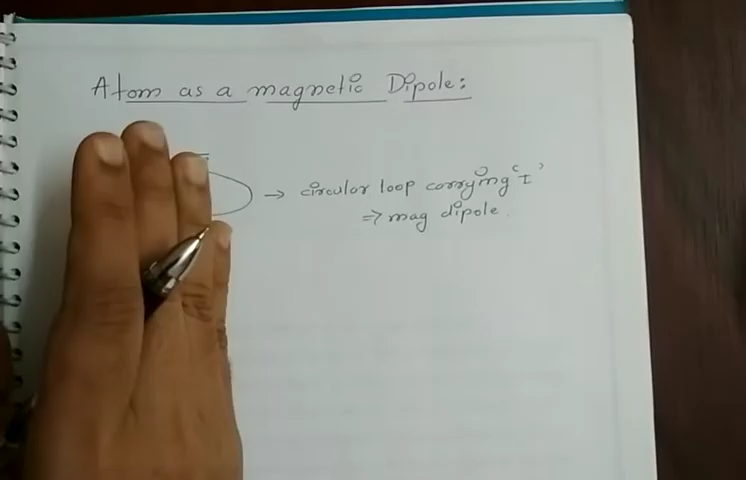 Atom as a magnetic Dipole:
→ circular loop carrying 'I'
⇒ mag dipole.